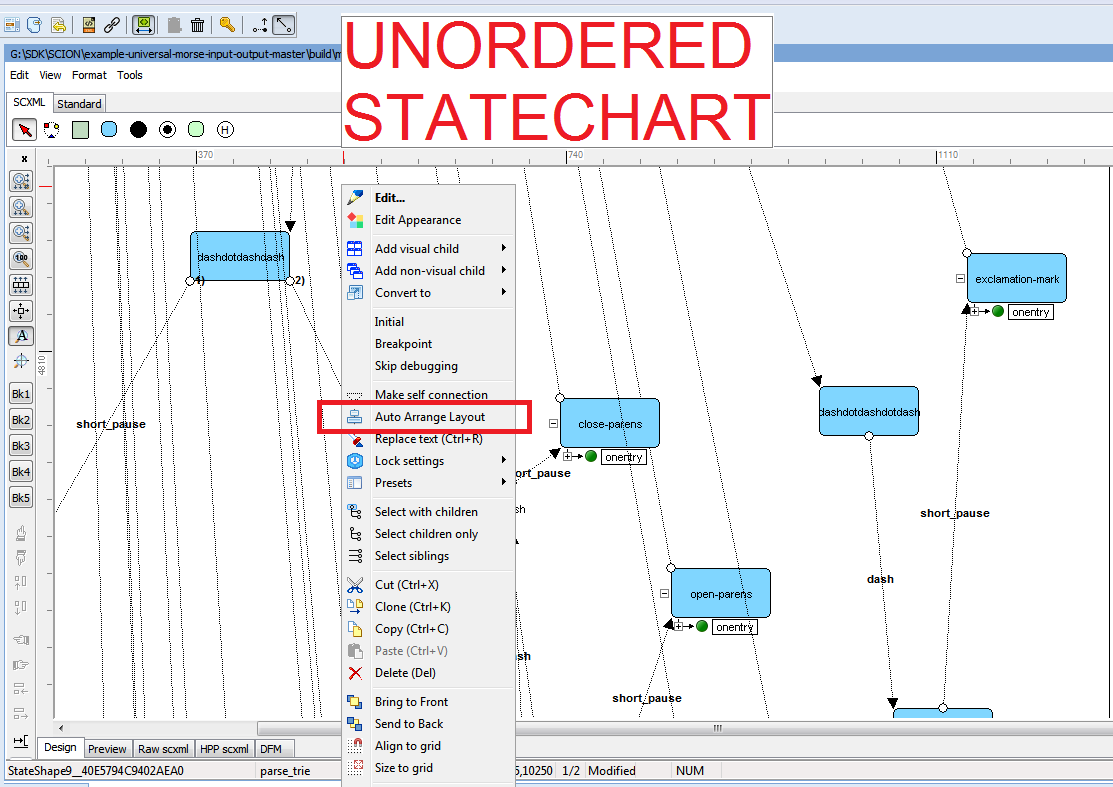 UNORDERED
STATECHART
G:\SDK\SCION\example-universal-morse-input-output-master\build\m
Edit View Format Tools
SCXML Standard
H
x
370 740 1110
4810
100
A
Bk1
Bk2
Bk3
Bk4
Bk5
dashdotdashdash
1) 2)
short_pause
Edit...
Edit Appearance
Add visual child
Add non-visual child
Convert to
Initial
Breakpoint
Skip debugging
Make self connection
Auto Arrange Layout
Replace text (Ctrl+R)
Lock settings
Presets
Select with children
Select children only
Select siblings
Cut (Ctrl+X)
Clone (Ctrl+K)
Copy (Ctrl+C)
Paste (Ctrl+V)
Delete (Del)
Bring to Front
Send to Back
Align to grid
Size to grid
exclamation-mark
onentry
dashdotdashdotdash
close-parens
onentry
ort_pause
sh
short_pause
dash
open-parens
onentry
sh
short_pause
Design Preview Raw scxml HPP scxml DFM
StateShape9__40E5794C9402AEA0 parse_trie 5,10250 1/2 Modified NUM